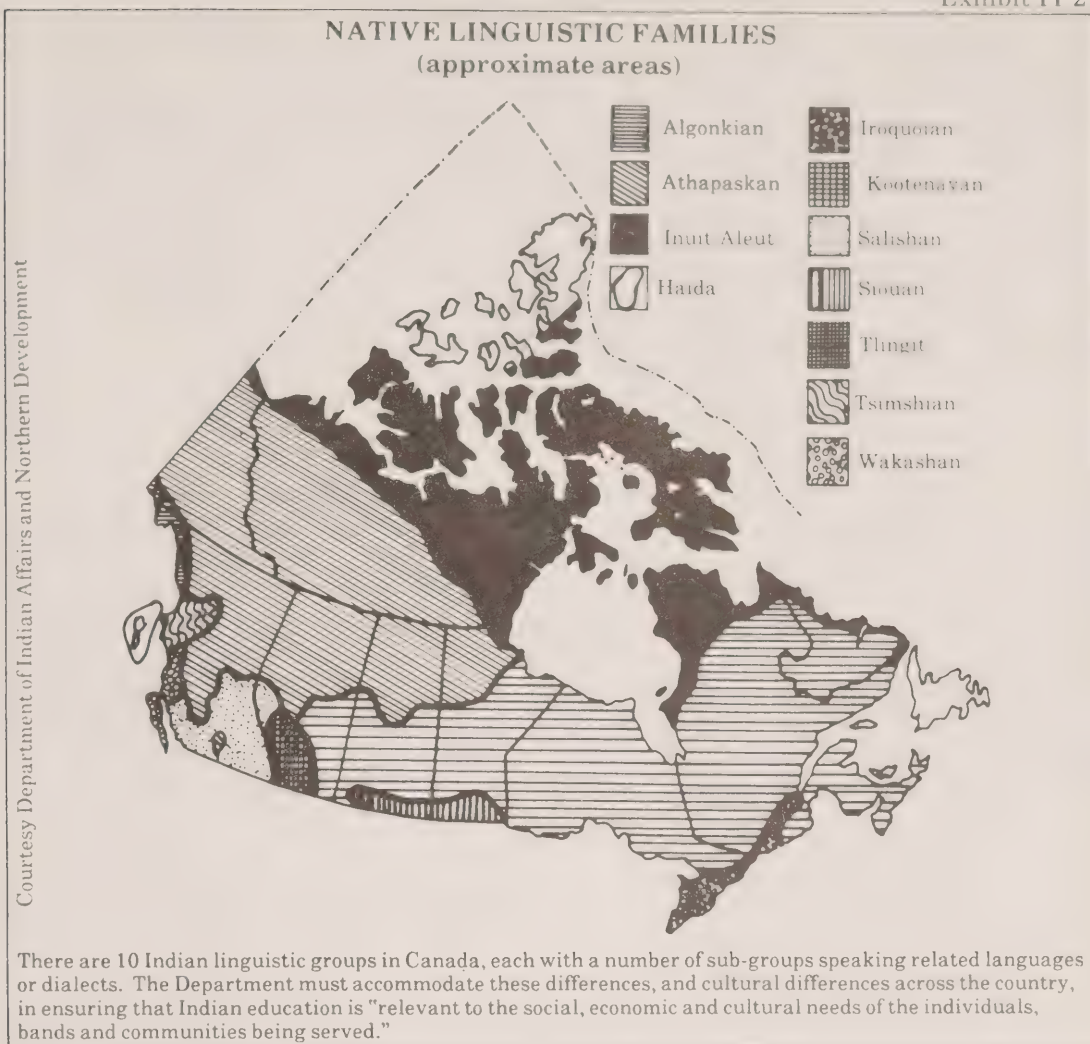 NATIVE LINGUISTIC FAMILIES
(approximate areas)
Algonkian
Athapaskan
Inuit Aleut
Haida
Iroquoian
Kootenayan
Salishan
Siouan
Tlingit
Tsimshian
Wakashan
Courtesy Department of Indian Affairs and Northern Development
There are 10 Indian linguistic groups in Canada, each with a number of sub-groups speaking related languages
or dialects. The Department must accommodate these differences, and cultural differences across the country,
in ensuring that Indian education is "relevant to the social, economic and cultural needs of the individuals,
bands and communities being served."